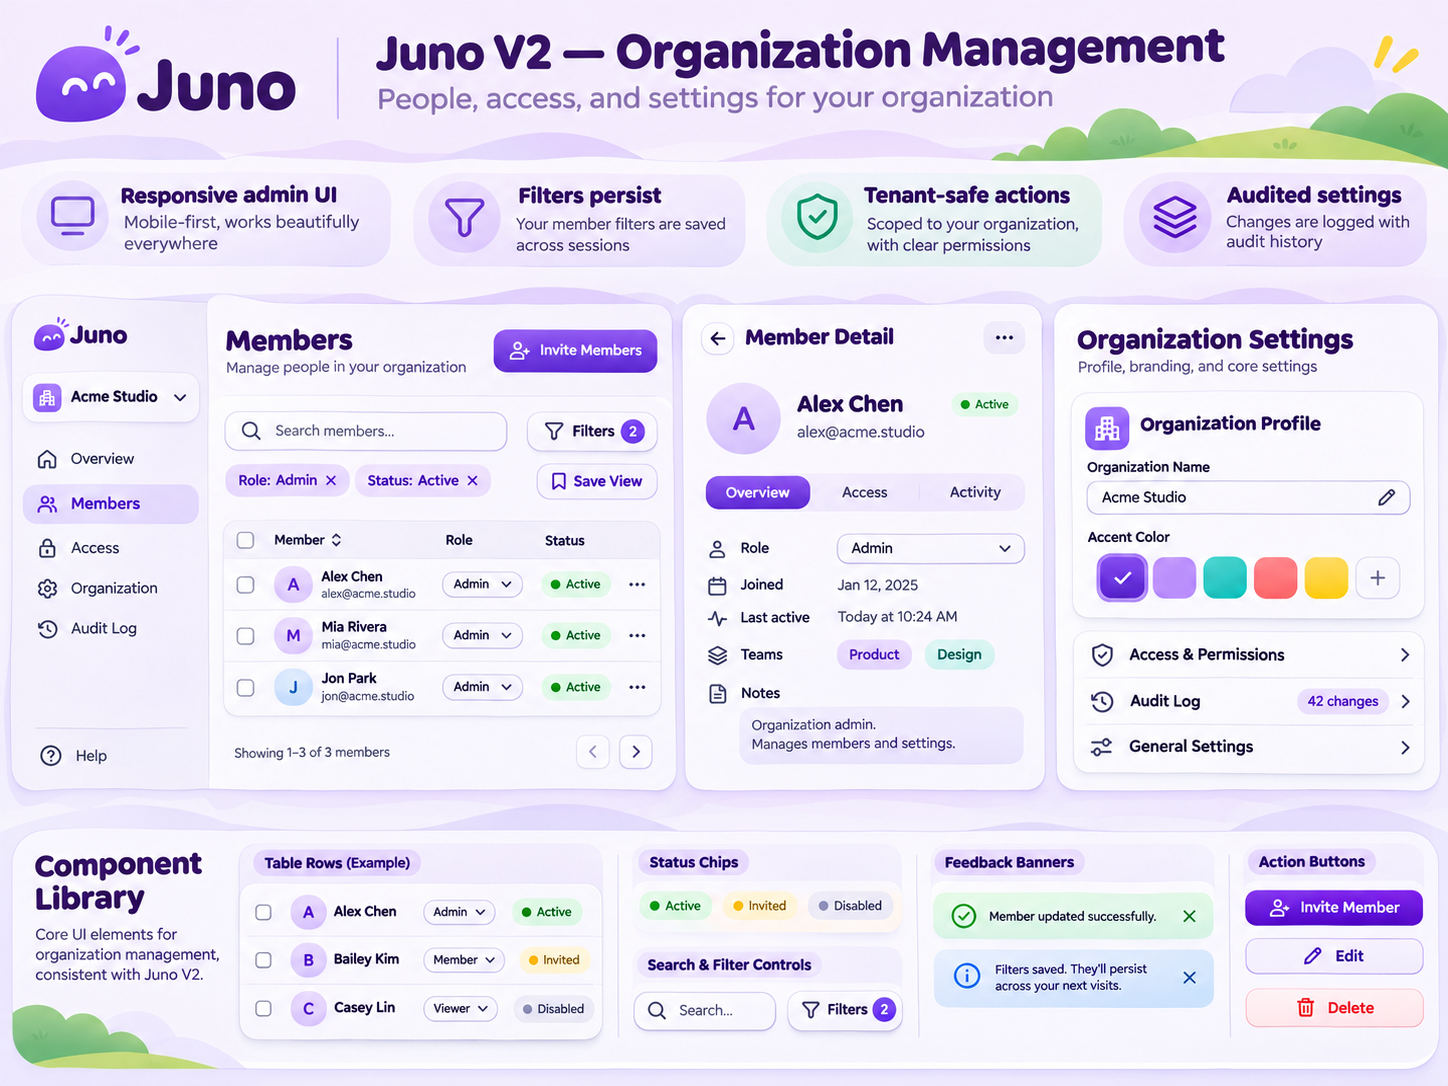 Juno
Juno V2 — Organization Management
People, access, and settings for your organization
Responsive admin UI
Mobile-first, works beautifully
everywhere
Filters persist
Your member filters are saved
across sessions
Tenant-safe actions
Scoped to your organization,
with clear permissions
Audited settings
Changes are logged with
audit history
Juno
Acme Studio
Overview
Members
Access
Organization
Audit Log
Help
Members
Manage people in your organization
Invite Members
Search members...
Filters 2
Role: Admin ×
Status: Active ×
Save View
Member Role Status
A Alex Chen Admin Active
alex@acme.studio
M Mia Rivera Admin Active
mia@acme.studio
J Jon Park Admin Active
jon@acme.studio
Showing 1–3 of 3 members
Member Detail
A
Alex Chen Active
alex@acme.studio
Overview Access Activity
Role Admin
Joined Jan 12, 2025
Last active Today at 10:24 AM
Teams Product Design
Notes
Organization admin.
Manages members and settings.
Organization Settings
Profile, branding, and core settings
Organization Profile
Organization Name
Acme Studio
Accent Color
Access & Permissions
Audit Log 42 changes
General Settings
Component
Library
Core UI elements for
organization management,
consistent with Juno V2.
Table Rows (Example)
A Alex Chen Admin Active
B Bailey Kim Member Invited
C Casey Lin Viewer Disabled
Status Chips
Active Invited Disabled
Search & Filter Controls
Search... Filters 2
Feedback Banners
Member updated successfully.
Filters saved. They'll persist
across your next visits.
Action Buttons
Invite Member
Edit
Delete